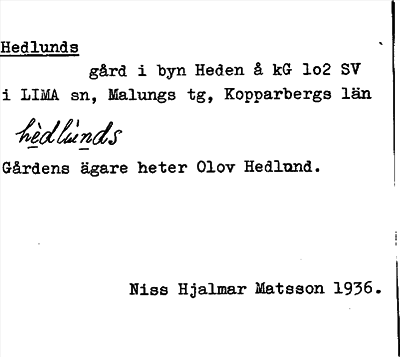 Hedlunds
gård i byn Heden å kG lo2 SV
i LIMA sn, Malungs tg, Kopparbergs län
hèdlùnds
Gårdens ägare heter Olov Hedlund.
Niss Hjalmar Matsson 1936.